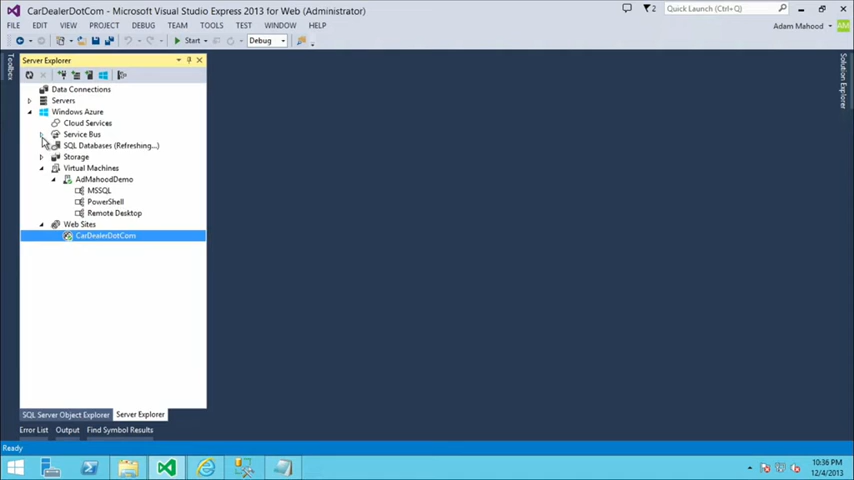 CarDealerDotCom - Microsoft Visual Studio Express 2013 for Web (Administrator)
2
Quick Launch (Ctrl+Q)
FILE EDIT VIEW PROJECT DEBUG TEAM TOOLS TEST WINDOW HELP
Adam Mahood AM
Start Debug
Toolbox
Server Explorer
Solution Explorer
Data Connections
Servers
Windows Azure
Cloud Services
Service Bus
SQL Databases (Refreshing...)
Storage
Virtual Machines
AdMahoodDemo
MSSQL
PowerShell
Remote Desktop
Web Sites
CarDealerDotCom
SQL Server Object Explorer Server Explorer
Error List Output Find Symbol Results
Ready
10:36 PM
12/4/2013